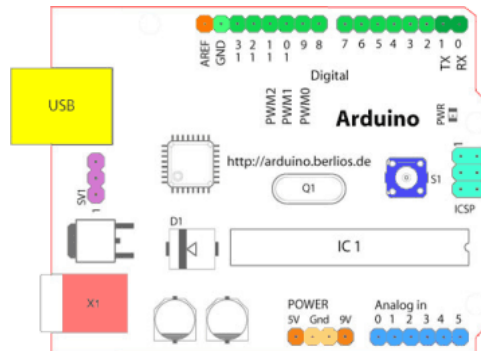 AREF
GND
13
12
11
10
9
8
7
6
5
4
3
2
1
0
TX
RX
Digital
PWM2
PWM1
PWM0
Arduino
PWR
USB
http://arduino.berlios.de
1
ICSP
SV1
1
Q1
S1
D1
IC 1
X1
POWER
5V Gnd 9V
Analog in
0 1 2 3 4 5